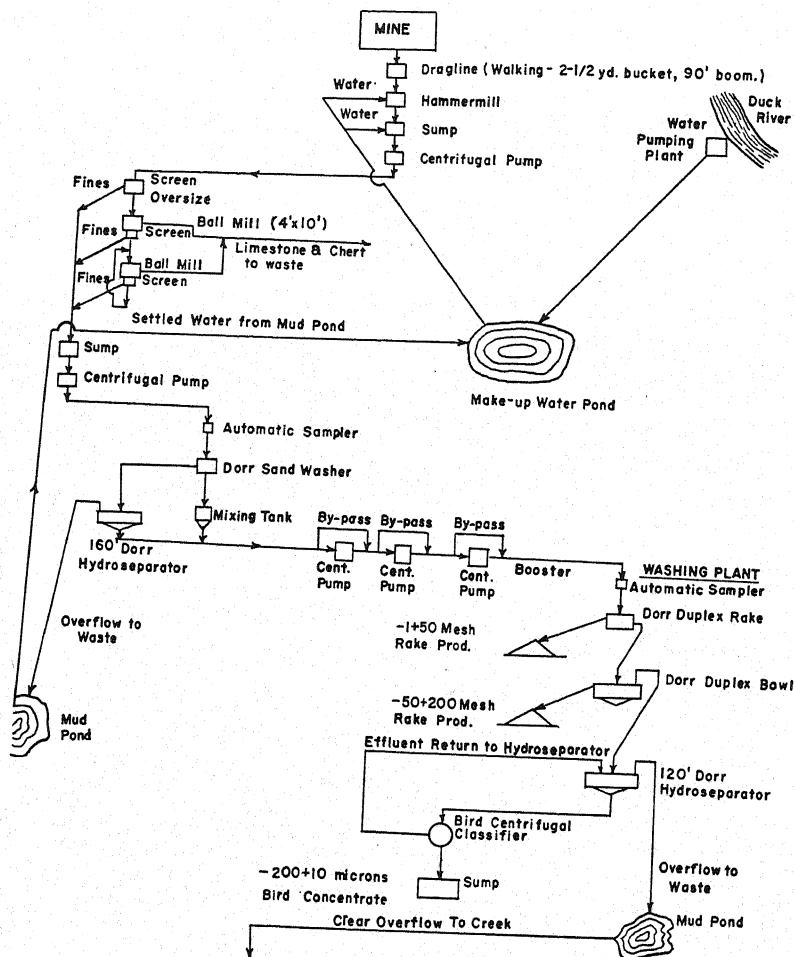 MINE
Dragline (Walking - 2-1/2 yd. bucket, 90' boom.)
Water
Hammermill
Water
Sump
Centrifugal Pump
Duck
River
Water
Pumping
Plant
Fines
Screen
Oversize
Ball Mill (4'x10')
Fines
Screen
Limestone & Chert
to waste
Ball Mill
Fines
Screen
Settled Water from Mud Pond
Sump
Centrifugal Pump
Make-up Water Pond
Automatic Sampler
Dorr Sand Washer
Mixing Tank
160' Dorr
Hydroseparator
By-pass
By-pass
By-pass
Cent.
Pump
Cent.
Pump
Cent.
Pump
Booster
WASHING PLANT
Automatic Sampler
Dorr Duplex Rake
-1+50 Mesh
Rake Prod.
Overflow to
Waste
Dorr Duplex Bowl
-50+200 Mesh
Rake Prod.
Mud
Pond
Effluent Return to Hydroseparator
120' Dorr
Hydroseparator
Bird Centrifugal
Classifier
-200+10 microns
Bird Concentrate
Sump
Overflow to
Waste
Mud Pond
Clear Overflow To Creek